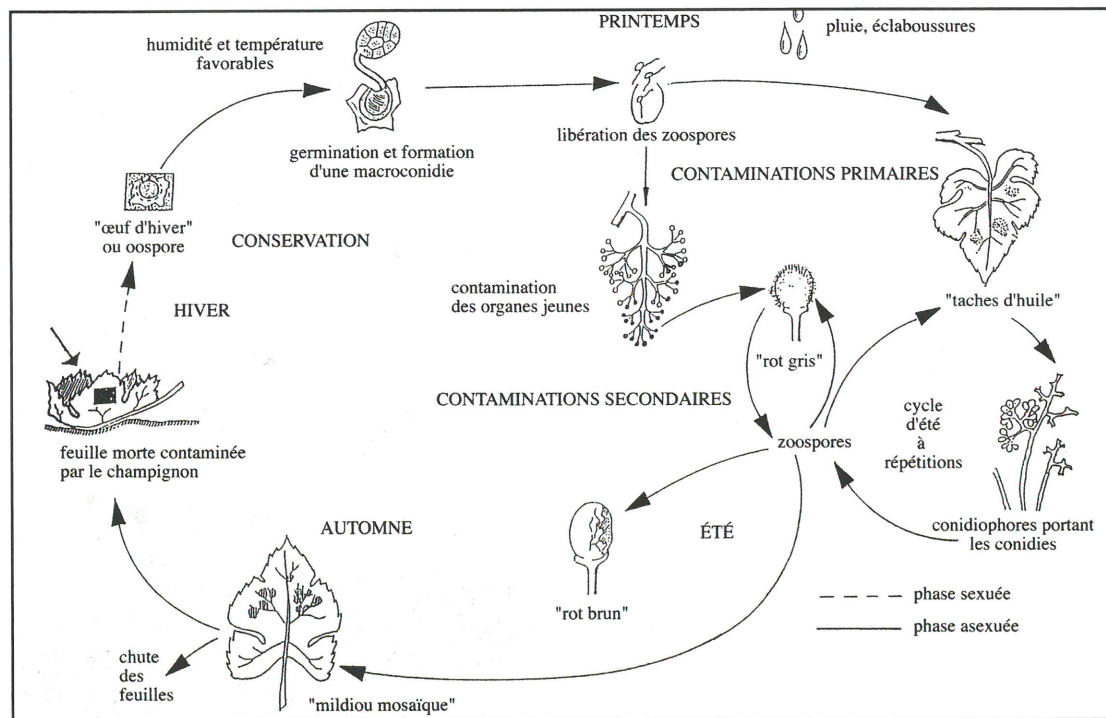 PRINTEMPS
pluie, éclaboussures
humidité et température
favorables
libération des zoospores
germination et formation
d'une macroconidie
CONTAMINATIONS PRIMAIRES
"œuf d'hiver"
ou oospore
CONSERVATION
contamination
des organes jeunes
"taches d'huile"
HIVER
"rot gris"
CONTAMINATIONS SECONDAIRES
cycle
d'été
à
répétitions
zoospores
feuille morte contaminée
par le champignon
conidiophores portant
les conidies
AUTOMNE
ÉTÉ
"rot brun"
phase sexuée
phase asexuée
chute
des
feuilles
"mildiou mosaïque"